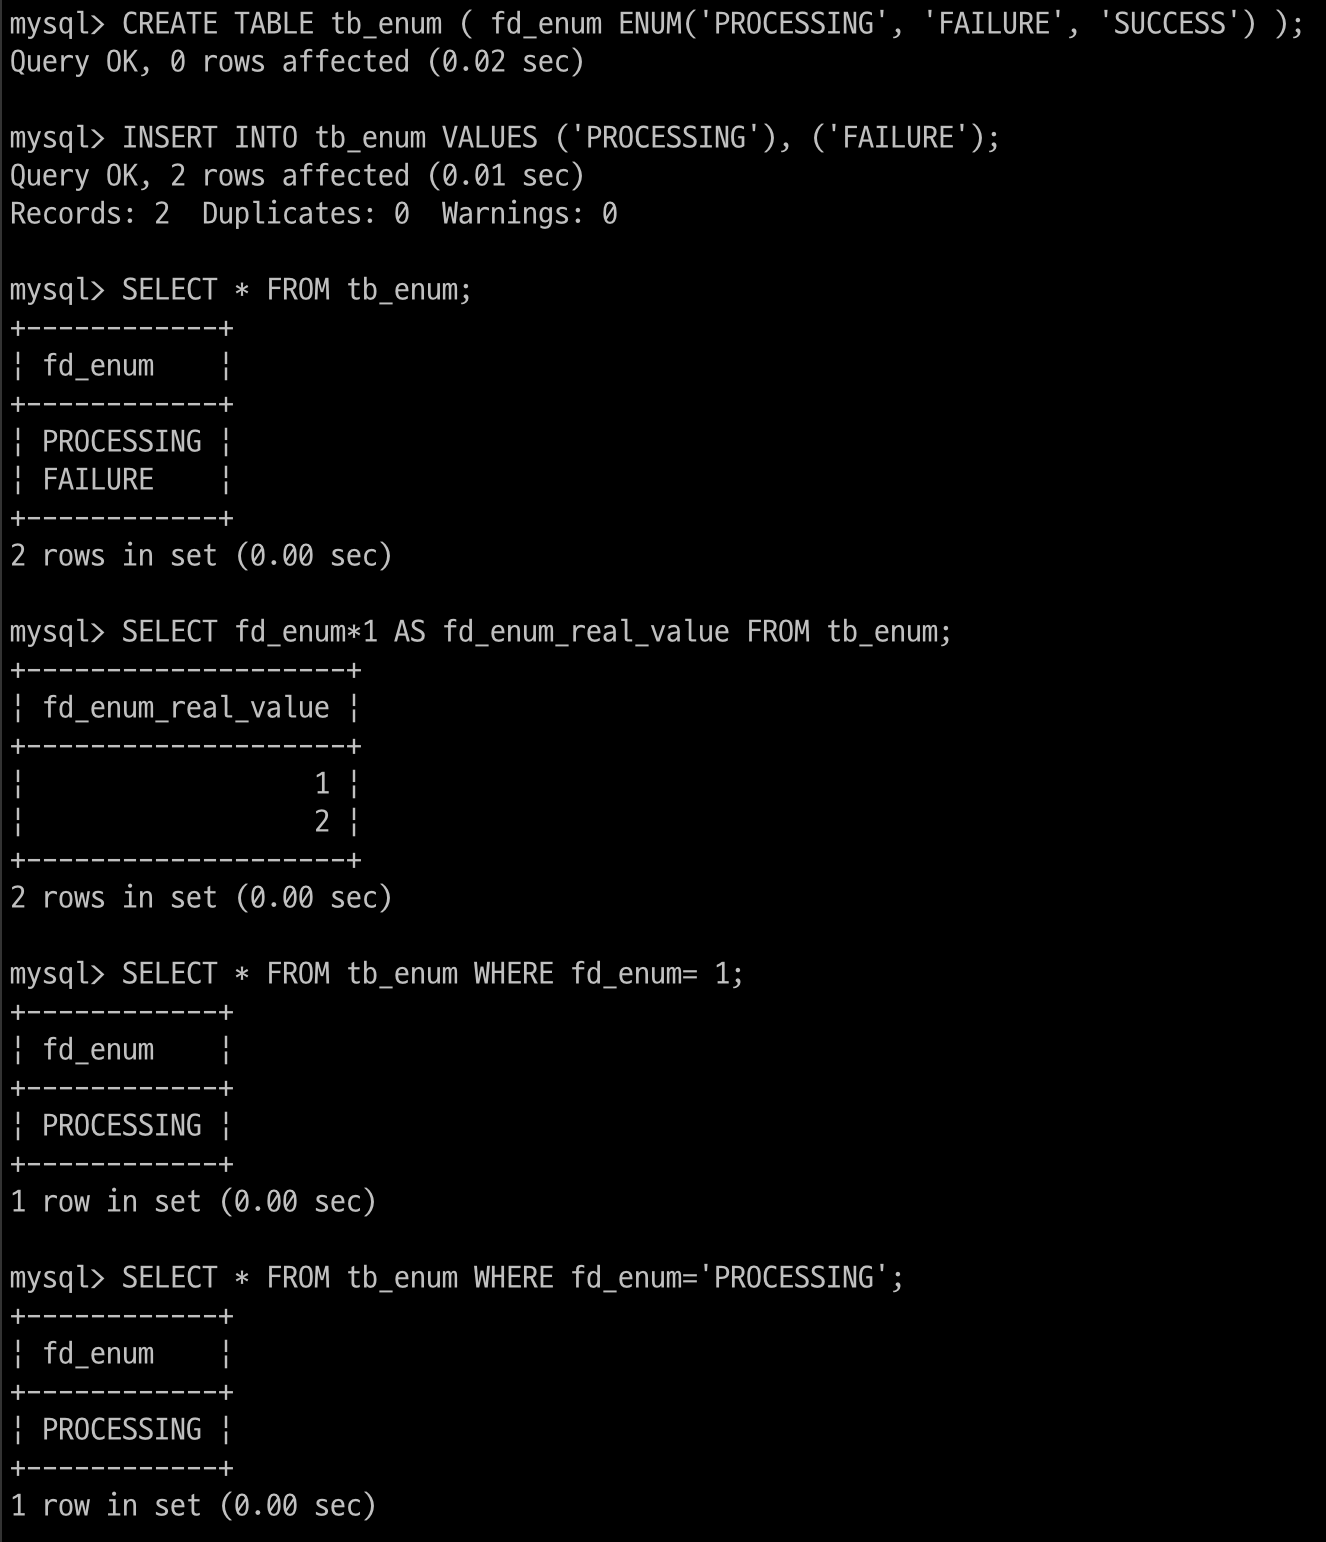 mysql> CREATE TABLE tb_enum ( fd_enum ENUM('PROCESSING', 'FAILURE', 'SUCCESS') );
Query OK, 0 rows affected (0.02 sec)
mysql> INSERT INTO tb_enum VALUES ('PROCESSING'), ('FAILURE');
Query OK, 2 rows affected (0.01 sec)
Records: 2  Duplicates: 0  Warnings: 0
mysql> SELECT * FROM tb_enum;
+------------+
¦ fd_enum    ¦
+------------+
¦ PROCESSING ¦
¦ FAILURE    ¦
+------------+
2 rows in set (0.00 sec)
mysql> SELECT fd_enum*1 AS fd_enum_real_value FROM tb_enum;
+--------------------+
¦ fd_enum_real_value ¦
+--------------------+
¦                  1 ¦
¦                  2 ¦
+--------------------+
2 rows in set (0.00 sec)
mysql> SELECT * FROM tb_enum WHERE fd_enum= 1;
+------------+
¦ fd_enum    ¦
+------------+
¦ PROCESSING ¦
+------------+
1 row in set (0.00 sec)
mysql> SELECT * FROM tb_enum WHERE fd_enum='PROCESSING';
+------------+
¦ fd_enum    ¦
+------------+
¦ PROCESSING ¦
+------------+
1 row in set (0.00 sec)